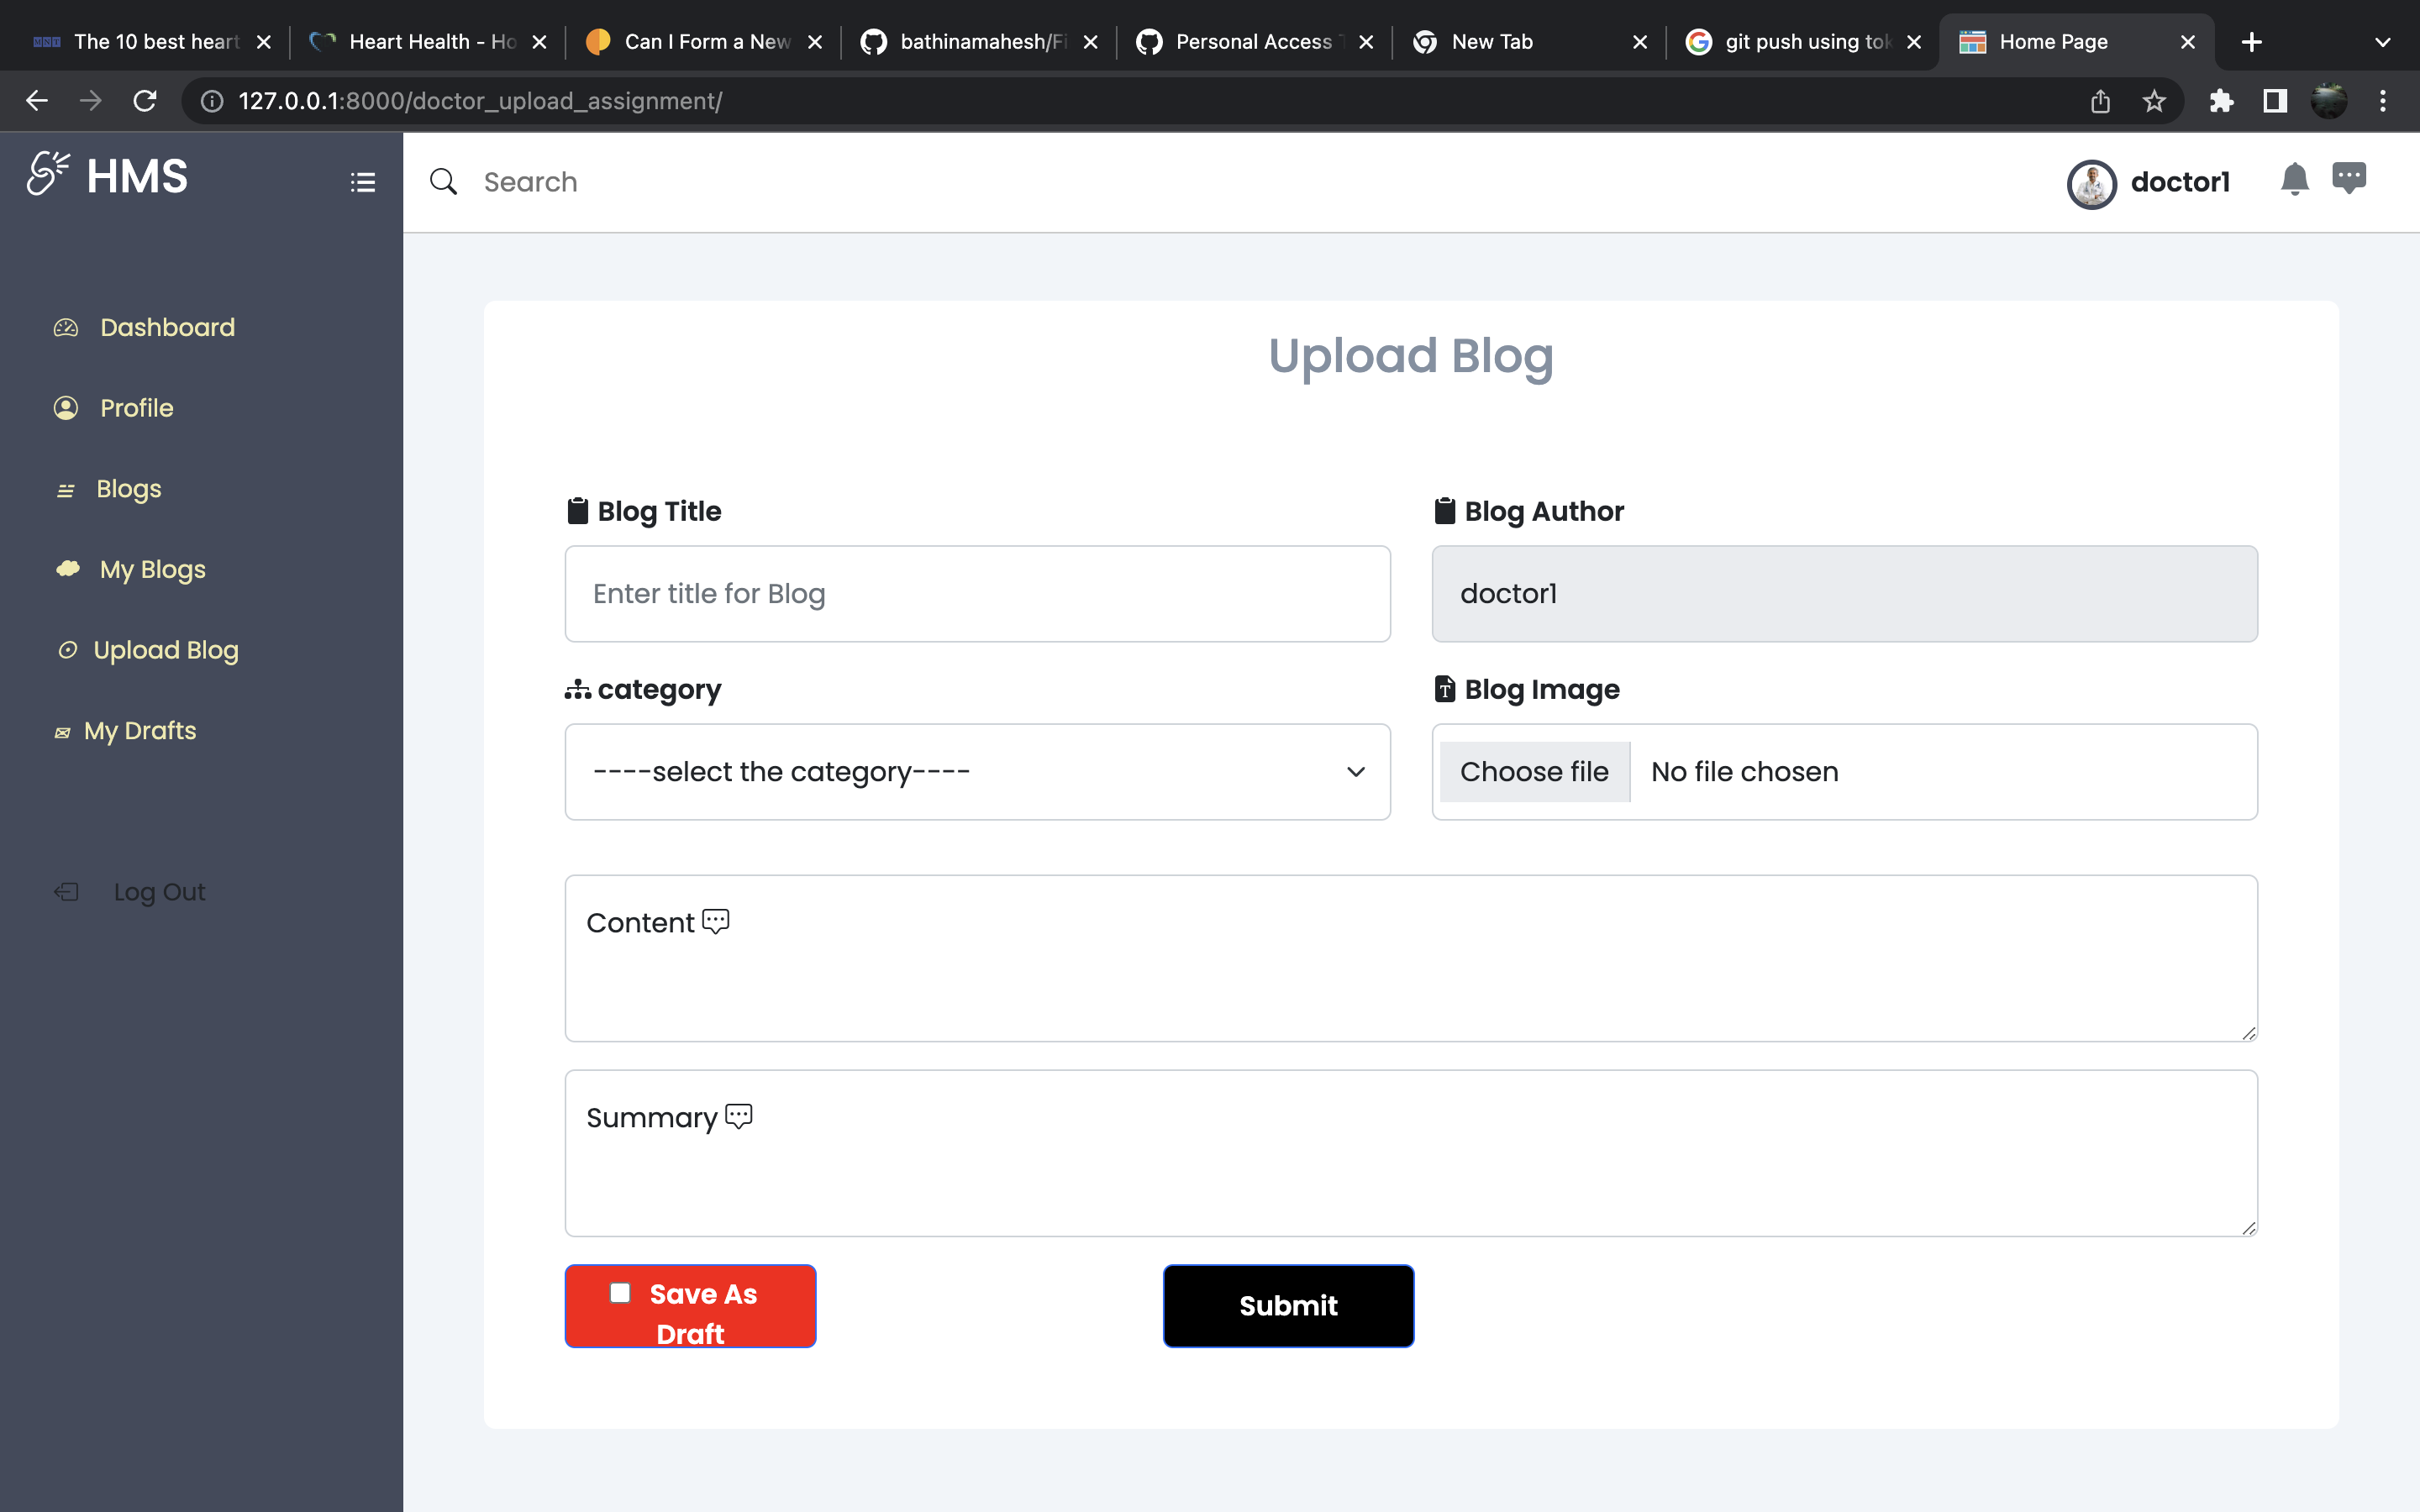 The 10 best heart
Heart Health - Ho
Can I Form a New
bathinamahesh/Fi
Personal Access T
New Tab
git push using tok
Home Page
127.0.0.1:8000/doctor_upload_assignment/
HMS
Search
doctor1
Dashboard
Profile
Blogs
My Blogs
Upload Blog
My Drafts
Log Out
Upload Blog
Blog Title
Blog Author
Enter title for Blog
doctor1
category
Blog Image
----select the category----
Choose file No file chosen
Content
Summary
Save As
Draft
Submit